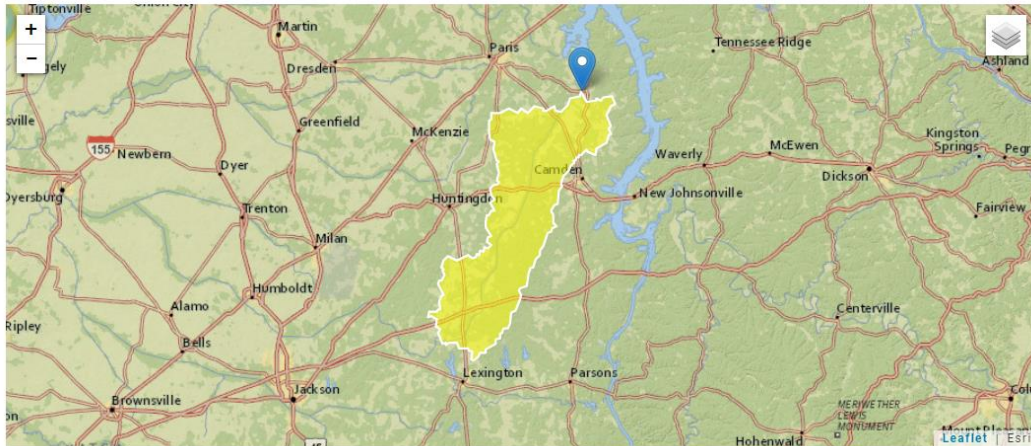 Tiptonville
Union City
+
−
Martin
Paris
Dresden
Tennessee Ridge
Ashland
Greenfield
McKenzie
155
Newbern
Dyer
Waverly
McEwen
Kingston
Springs
Dyersburg
Camden
Dickson
Huntingdon
New Johnsonville
Trenton
Fairview
Milan
Humboldt
Alamo
Centerville
Ripley
Bells
Lexington
Parsons
Jackson
Brownsville
MERIWETHER
LEWIS
MONUMENT
Hohenwald
Leaflet